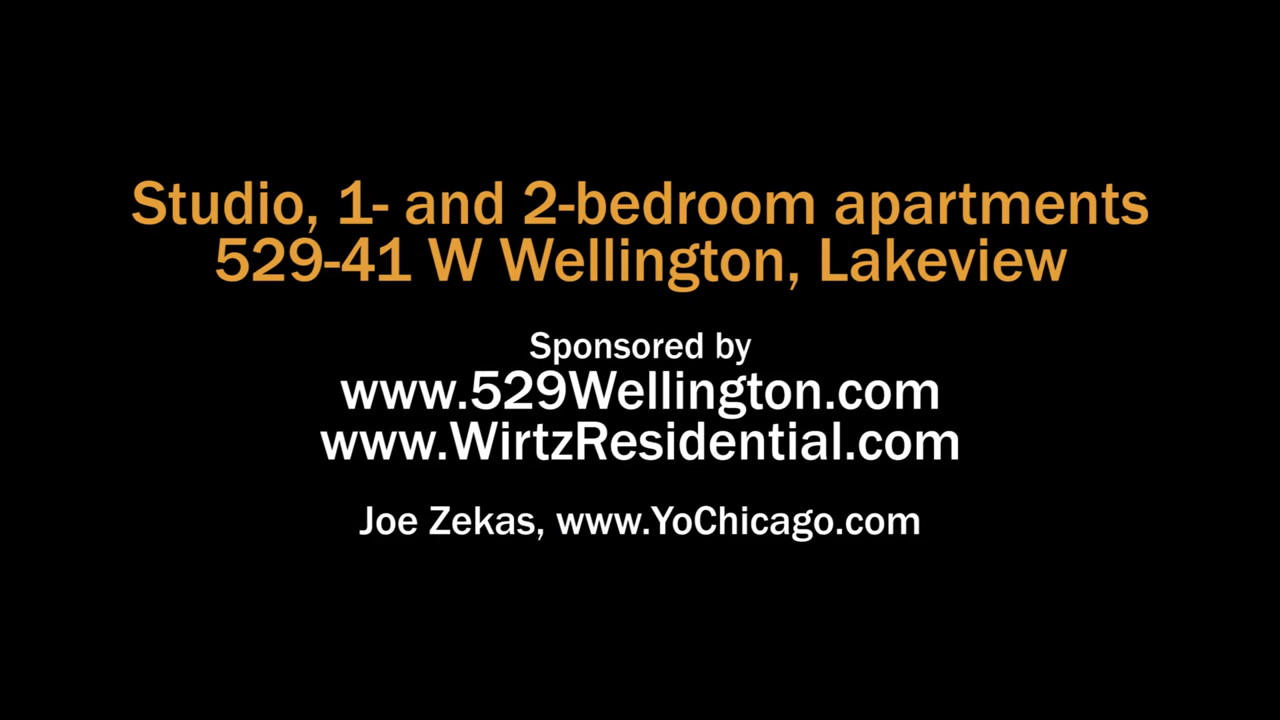 Studio, 1- and 2-bedroom apartments
529-41 W Wellington, Lakeview
Sponsored by
www.529Wellington.com
www.WirtzResidential.com
Joe Zekas, www.YoChicago.com